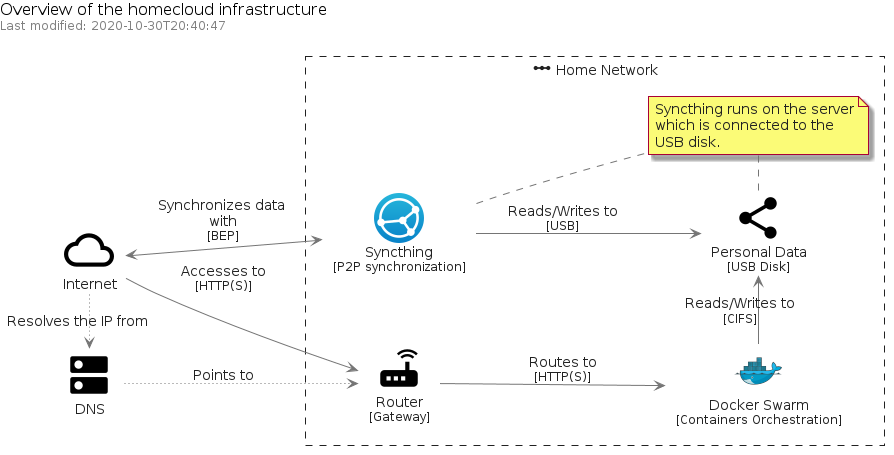 Overview of the homecloud infrastructure
Last modified: 2020-10-30T20:40:47
Home Network
Syncthing runs on the server
which is connected to the
USB disk.
Synchronizes data
with
[BEP]
Reads/Writes to
[USB]
Syncthing
[P2P synchronization]
Personal Data
[USB Disk]
Internet
Accesses to
[HTTP(S)]
Reads/Writes to
[CIFS]
Resolves the IP from
Points to
Routes to
[HTTP(S)]
DNS
Router
[Gateway]
Docker Swarm
[Containers Orchestration]